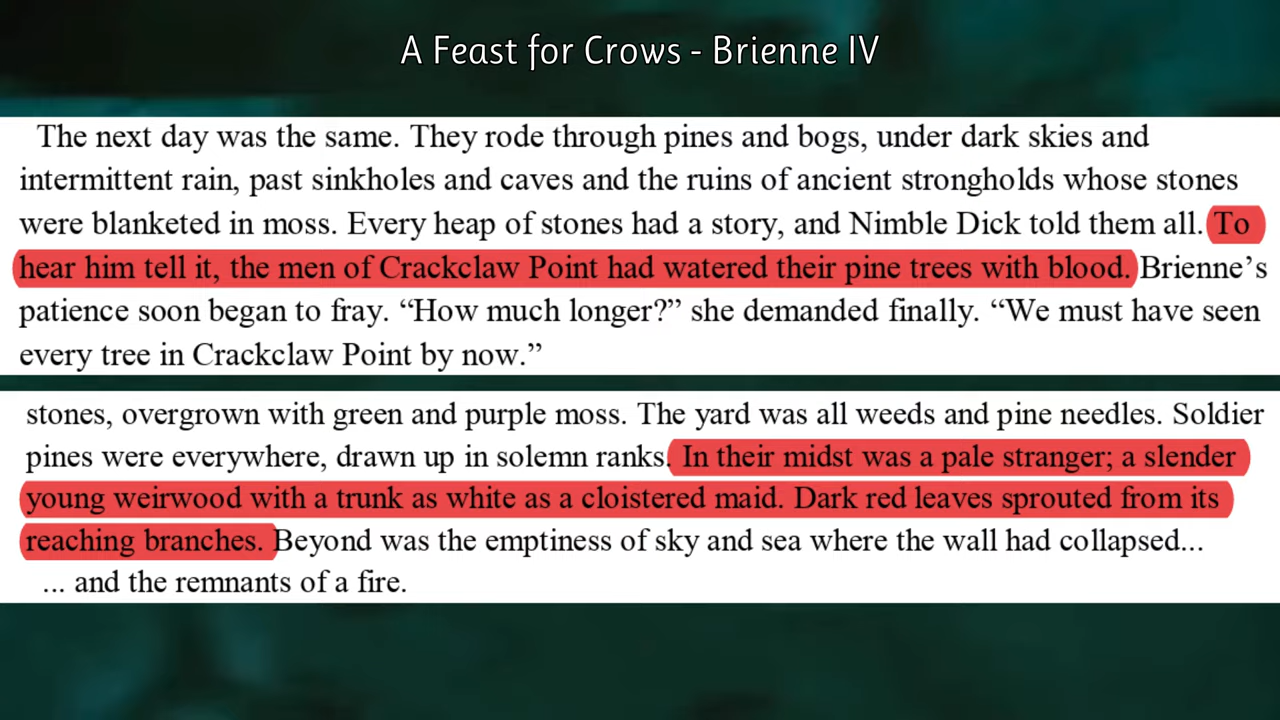 A Feast for Crows - Brienne IV
The next day was the same. They rode through pines and bogs, under dark skies and
intermittent rain, past sinkholes and caves and the ruins of ancient strongholds whose stones
were blanketed in moss. Every heap of stones had a story, and Nimble Dick told them all. To
hear him tell it, the men of Crackclaw Point had watered their pine trees with blood. Brienne’s
patience soon began to fray. “How much longer?” she demanded finally. “We must have seen
every tree in Crackclaw Point by now.”
stones, overgrown with green and purple moss. The yard was all weeds and pine needles. Soldier
pines were everywhere, drawn up in solemn ranks. In their midst was a pale stranger; a slender
young weirwood with a trunk as white as a cloistered maid. Dark red leaves sprouted from its
reaching branches. Beyond was the emptiness of sky and sea where the wall had collapsed...
... and the remnants of a fire.